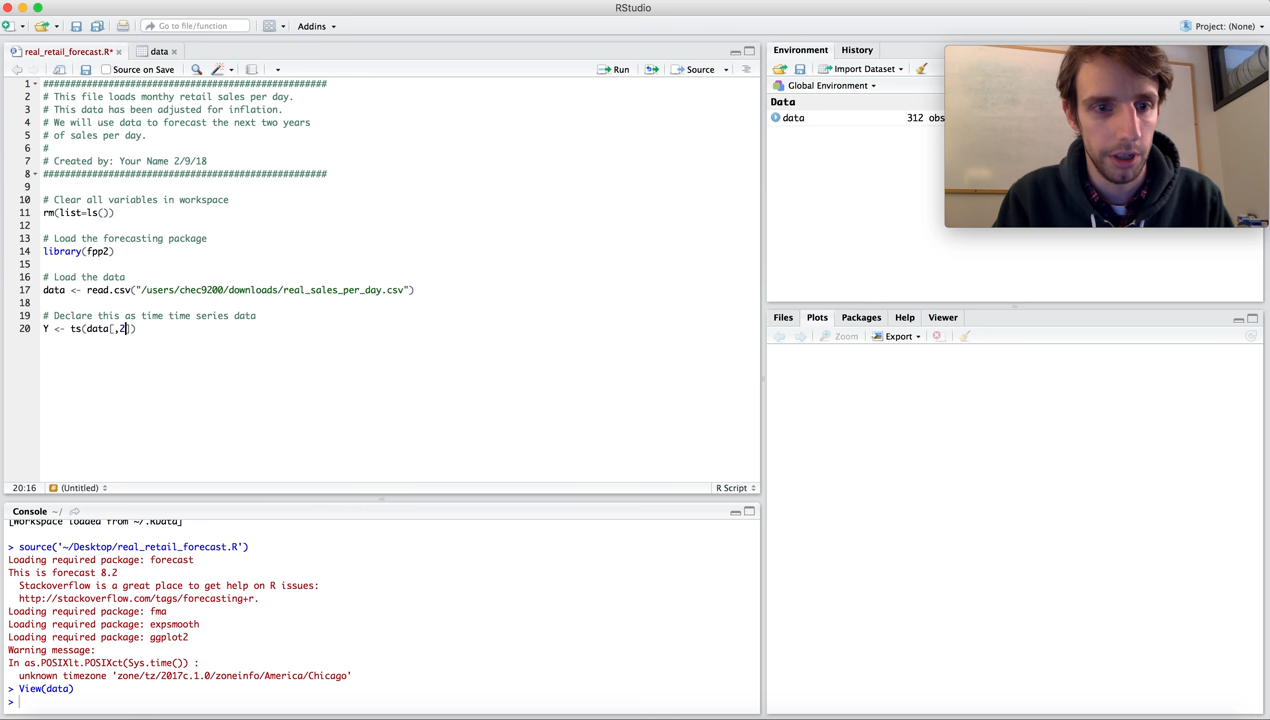 RStudio
Go to file/function
Addins
Project: (None)
real_retail_forecast.R*
data
Source on Save
Run
Source
1 ####################################################
2 # This file loads monthy retail sales per day.
3 # This data has been adjusted for inflation.
4 # We will use data to forecast the next two years
5 # of sales per day.
6 #
7 # Created by: Your Name 2/9/18
8 ####################################################
9
10 # Clear all variables in workspace
11 rm(list=ls())
12
13 # Load the forecasting package
14 library(fpp2)
15
16 # Load the data
17 data <- read.csv("/users/chec9200/downloads/real_sales_per_day.csv")
18
19 # Declare this as time time series data
20 Y <- ts(data[,2])
20:16
(Untitled)
R Script
Console ~/
[Workspace loaded from ~/.RData]
> source('~/Desktop/real_retail_forecast.R')
Loading required package: forecast
This is forecast 8.2
Stackoverflow is a great place to get help on R issues:
http://stackoverflow.com/tags/forecasting+r.
Loading required package: fma
Loading required package: expsmooth
Loading required package: ggplot2
Warning message:
In as.POSIXlt.POSIXct(Sys.time()) :
unknown timezone 'zone/tz/2017c.1.0/zoneinfo/America/Chicago'
> View(data)
>
Environment
History
Import Dataset
Global Environment
Data
data
312 obs
Files
Plots
Packages
Help
Viewer
Zoom
Export